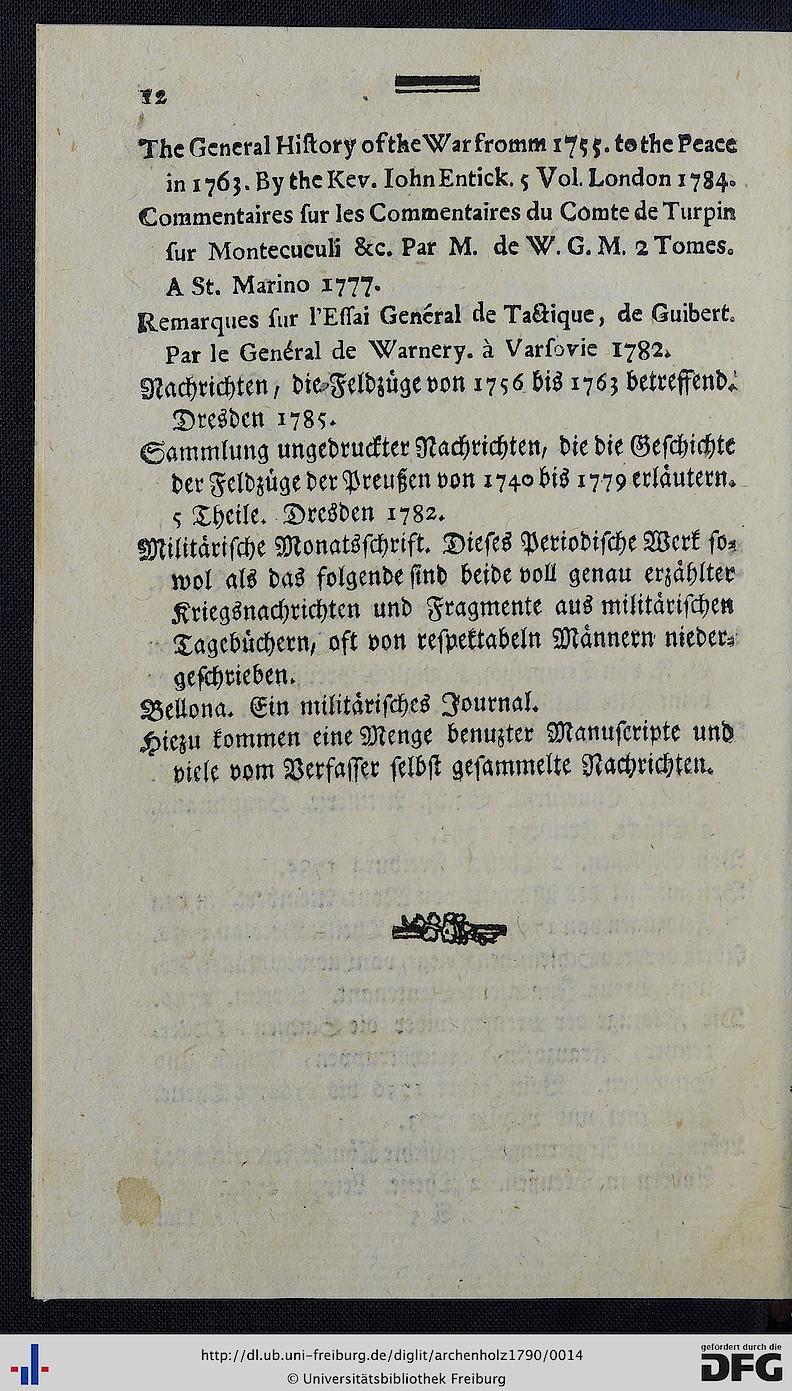 12
The General Hiſtory of the War fromm 1755. to the Peace
in 1763. By the Kev. Iohn Entick. 5 Vol. London 1784.
Commentaires ſur les Commentaires du Comte de Turpin
ſur Montecuculi &c. Par M. de W. G. M. 2 Tomes.
A St. Marino 1777.
Remarques ſur l'Eſſai Genéral de Tactique, de Guibert.
Par le Genéral de Warnery. à Varſovie 1782.
Nachrichten, die Feldzüge von 1756 bis 1763 betreffend.
Dresden 1785.
Sammlung ungedruckter Nachrichten, die die Geſchichte
der Feldzüge der Preußen von 1740 bis 1779 erläutern.
5 Theile. Dresden 1782.
Militäriſche Monatsſchrift. Dieſes Periodiſche Werk ſo⸗
wol als das folgende ſind beide voll genau erzählter
Kriegsnachrichten und Fragmente aus militäriſchen
Tagebüchern, oft von reſpektabeln Männern nieder⸗
geſchrieben.
Bellona. Ein militäriſches Journal.
Hiezu kommen eine Menge benuzter Manuſcripte und
viele vom Verfaſſer ſelbſt geſammelte Nachrichten.
http://dl.ub.uni-freiburg.de/diglit/archenholz1790/0014
© Universitätsbibliothek Freiburg
gefördert durch die
DFG